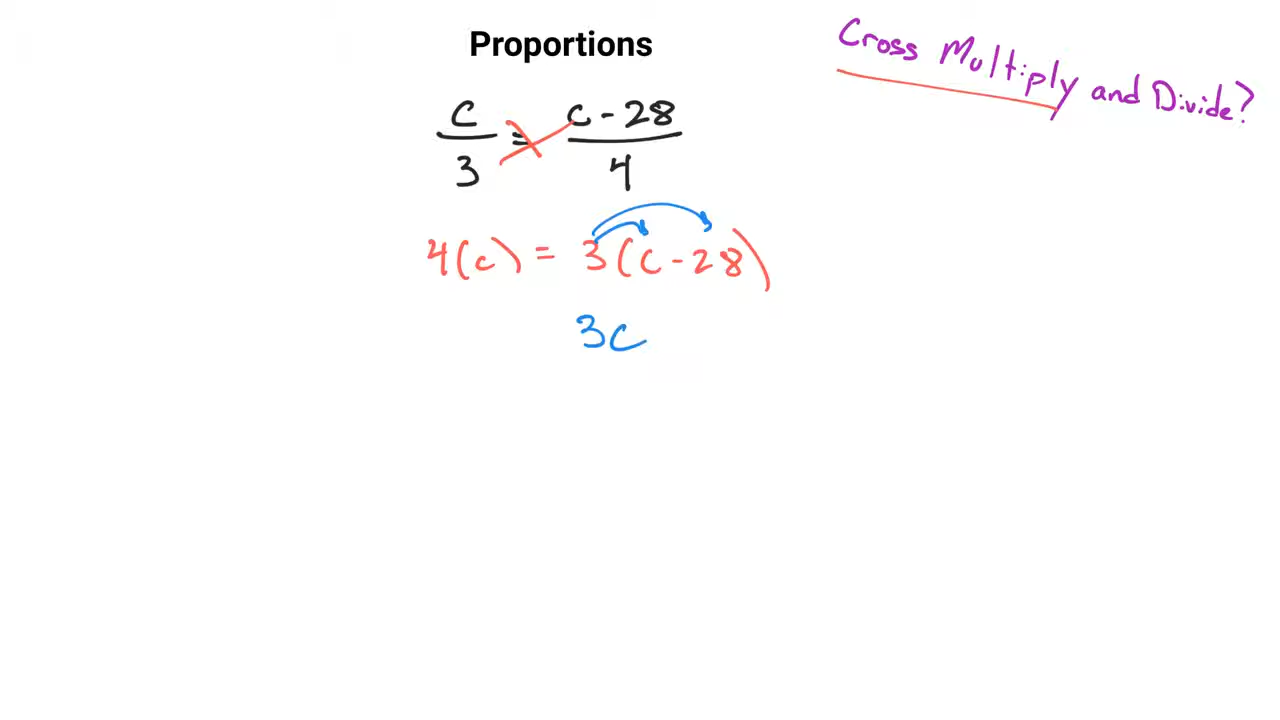 Proportions
Cross Multiply and Divide?
c/3 = c - 28/4
4(c) = 3(c - 28)
3c